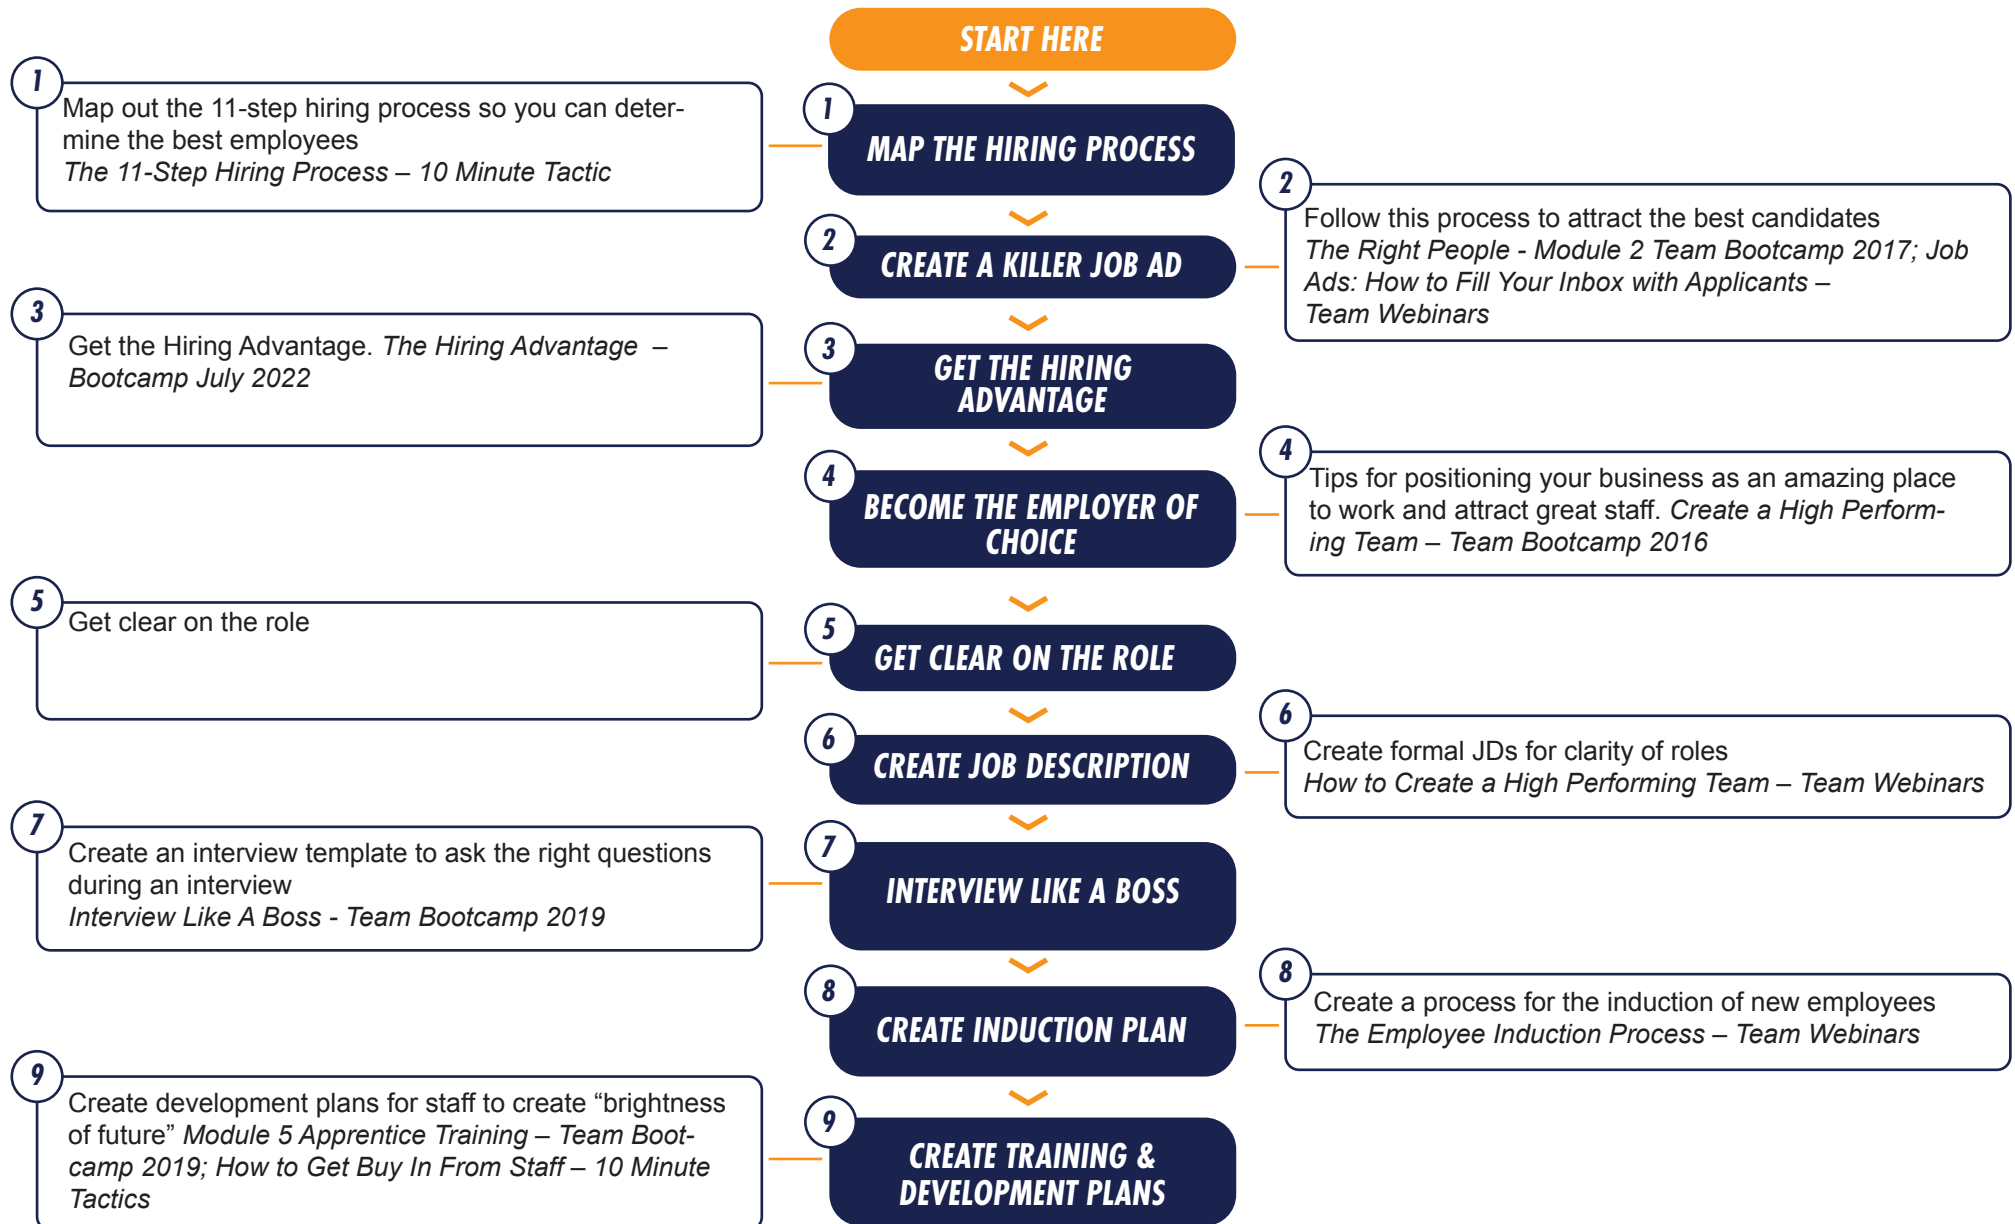 START HERE
1
Map out the 11-step hiring process so you can deter-
mine the best employees
The 11-Step Hiring Process – 10 Minute Tactic
1
MAP THE HIRING PROCESS
2
CREATE A KILLER JOB AD
2
Follow this process to attract the best candidates
The Right People - Module 2 Team Bootcamp 2017; Job
Ads: How to Fill Your Inbox with Applicants –
Team Webinars
3
Get the Hiring Advantage. The Hiring Advantage –
Bootcamp July 2022
3
GET THE HIRING
ADVANTAGE
4
BECOME THE EMPLOYER OF
CHOICE
4
Tips for positioning your business as an amazing place
to work and attract great staff. Create a High Perform-
ing Team – Team Bootcamp 2016
5
Get clear on the role
5
GET CLEAR ON THE ROLE
6
CREATE JOB DESCRIPTION
6
Create formal JDs for clarity of roles
How to Create a High Performing Team – Team Webinars
7
Create an interview template to ask the right questions
during an interview
Interview Like A Boss - Team Bootcamp 2019
7
INTERVIEW LIKE A BOSS
8
CREATE INDUCTION PLAN
8
Create a process for the induction of new employees
The Employee Induction Process – Team Webinars
9
Create development plans for staff to create “brightness
of future” Module 5 Apprentice Training – Team Boot-
camp 2019; How to Get Buy In From Staff – 10 Minute
Tactics
9
CREATE TRAINING &
DEVELOPMENT PLANS